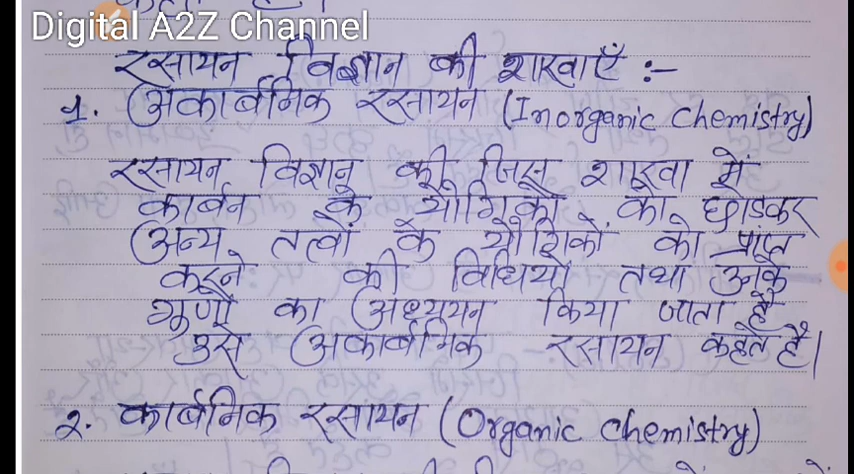 Digital A2Z Channel
रसायन विज्ञान की शाखाएँ :-
1. अकार्बनिक रसायन (Inorganic Chemistry)
रसायन विज्ञान की जिस शाखा में
कार्बन के यौगिकों को छोडकर
अन्य तत्वों के यौगिकों को प्राप्त
करने की विधियों तथा उनके
गुणों का अध्ययन किया जाता है
उसे अकार्बनिक रसायन कहते है।
2. कार्बनिक रसायन (Organic chemistry)